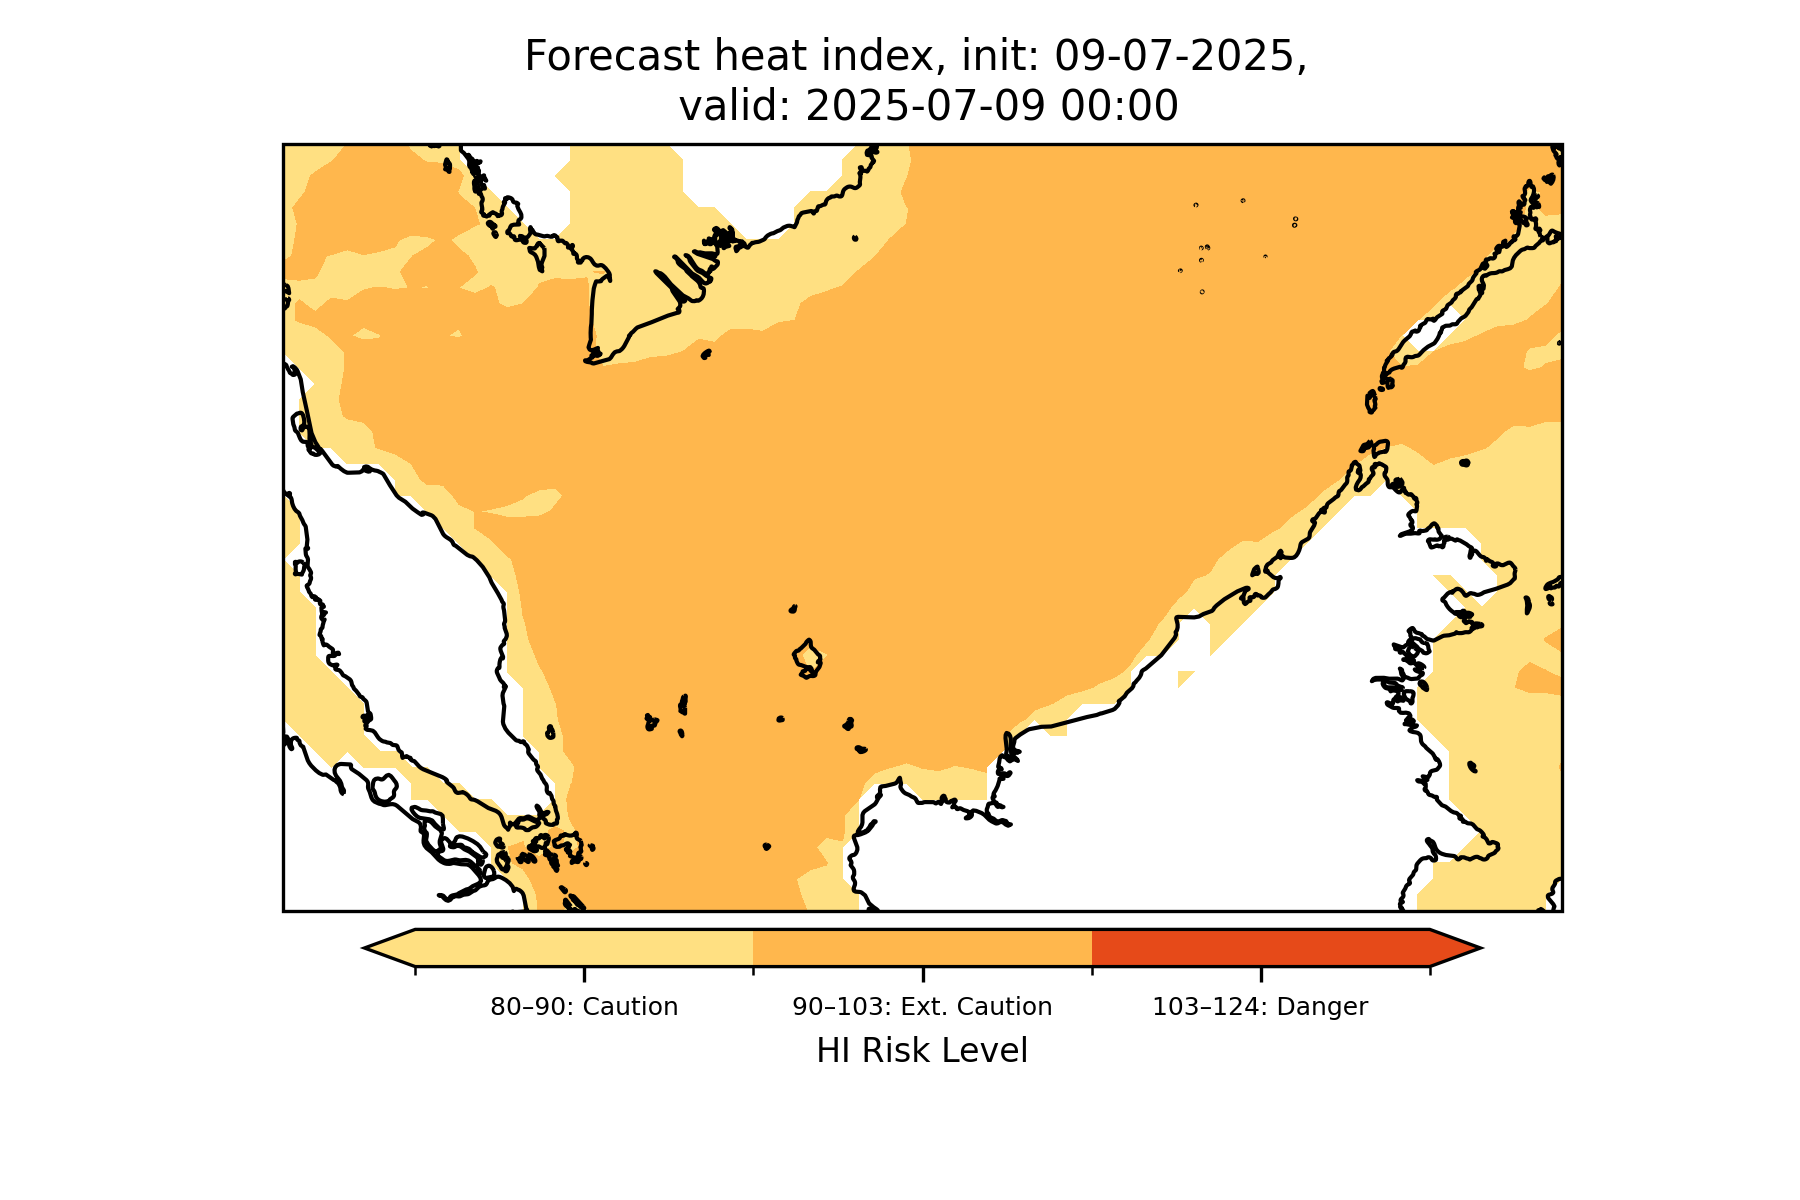 Forecast heat index, init: 09-07-2025,
valid: 2025-07-09 00:00
80–90: Caution
90–103: Ext. Caution
103–124: Danger
HI Risk Level